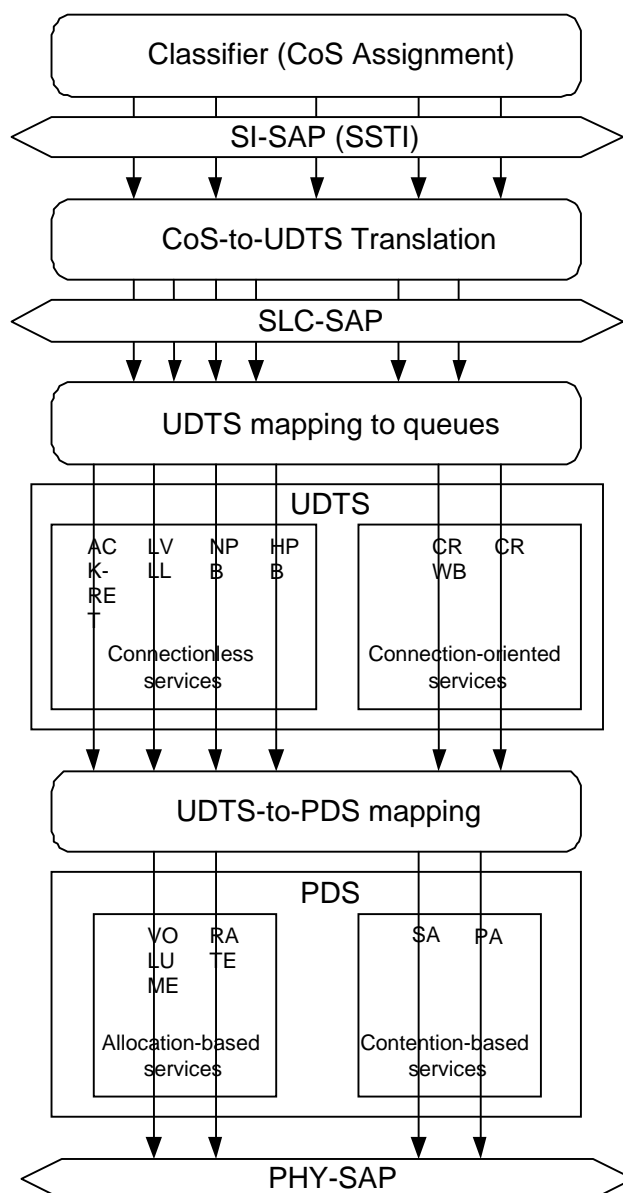 Classifier (CoS Assignment)
SI-SAP (SSTI)
CoS-to-UDTS Translation
SLC-SAP
UDTS mapping to queues
UDTS
AC
K-
RE
T
LV
LL
NP
B
HP
B
Connectionless
services
CR
WB
CR
Connection-oriented
services
UDTS-to-PDS mapping
PDS
VO
LU
ME
RA
TE
Allocation-based
services
SA
PA
Contention-based
services
PHY-SAP